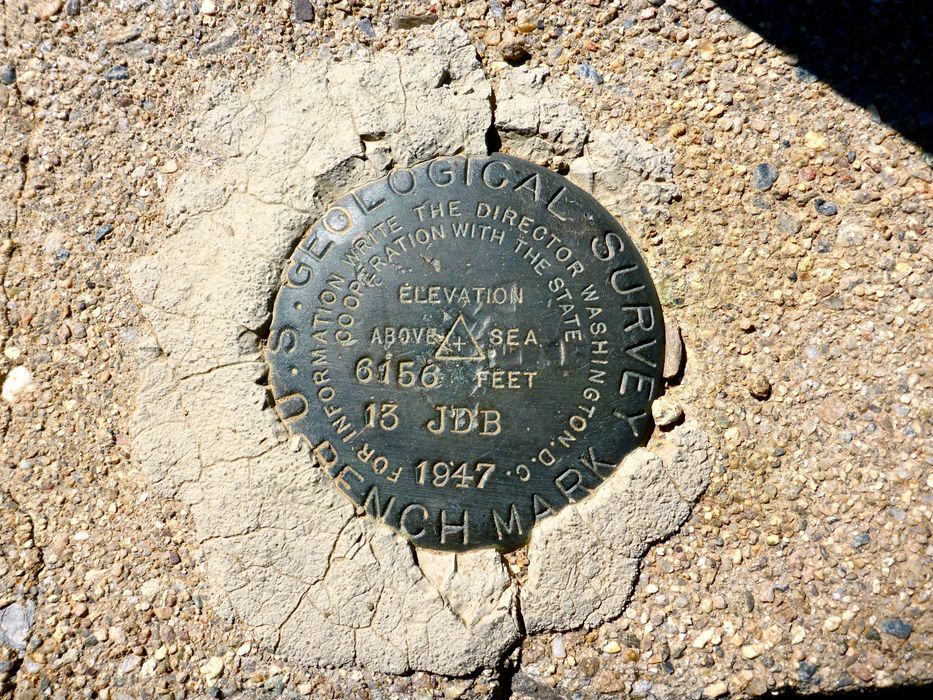 U. S. GEOLOGICAL SURVEY
BENCH MARK
FOR INFORMATION WRITE THE DIRECTOR WASHINGTON, D.C.
COOPERATION WITH THE STATE
ELEVATION
ABOVE SEA
6156 FEET
13 JDB
1947